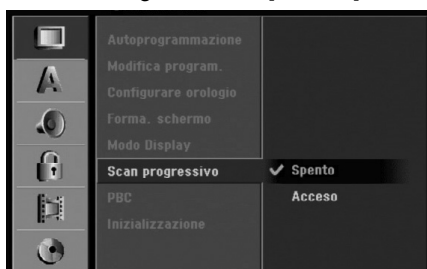 Autoprogrammazione
Modifica program.
Configurare orologio
Forma. schermo
Modo Display
Scan progressivo
✔ Spento
PBC
Acceso
Inizializzazione
A